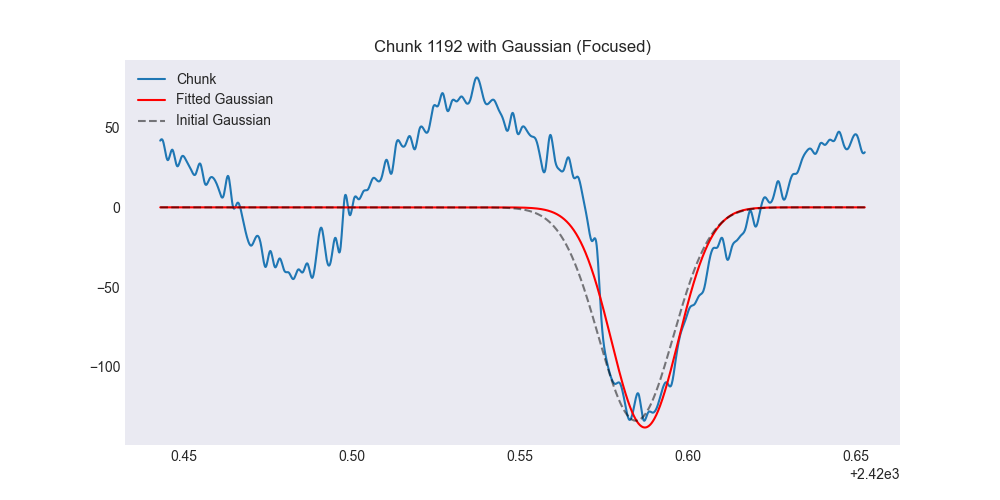 Chunk 1192 with Gaussian (Focused)
Chunk
Fitted Gaussian
Initial Gaussian
50
0
−50
−100
0.45 0.50 0.55 0.60 0.65
+2.42e3